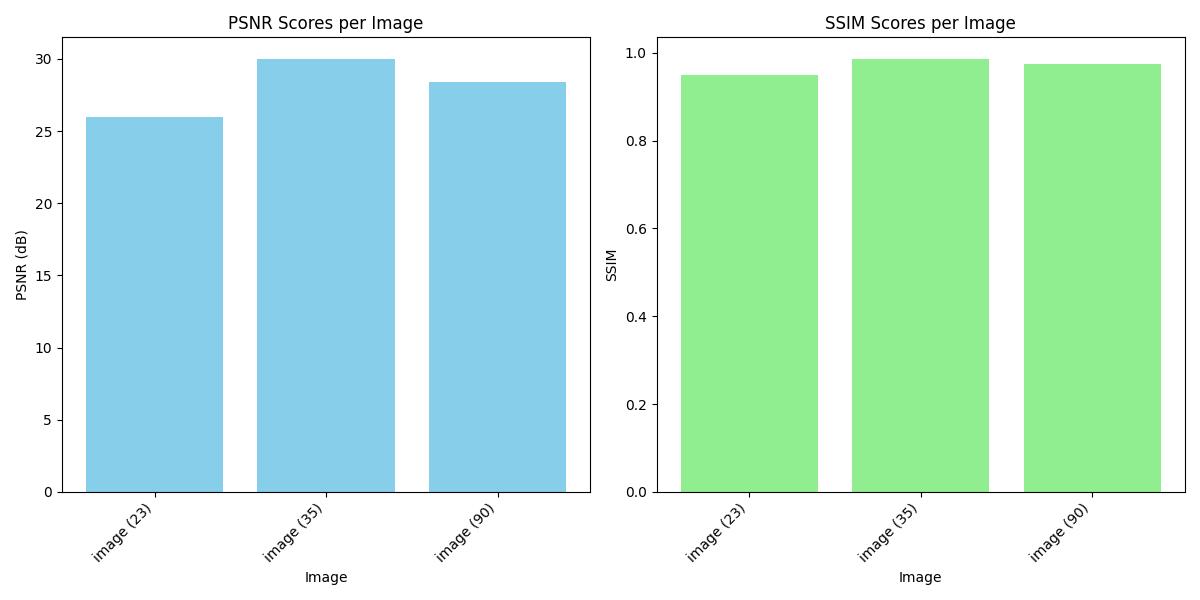 PSNR Scores per Image
PSNR (dB)
30
25
20
15
10
5
0
image (23)
image (35)
image (90)
Image
SSIM Scores per Image
SSIM
1.0
0.8
0.6
0.4
0.2
0.0
image (23)
image (35)
image (90)
Image